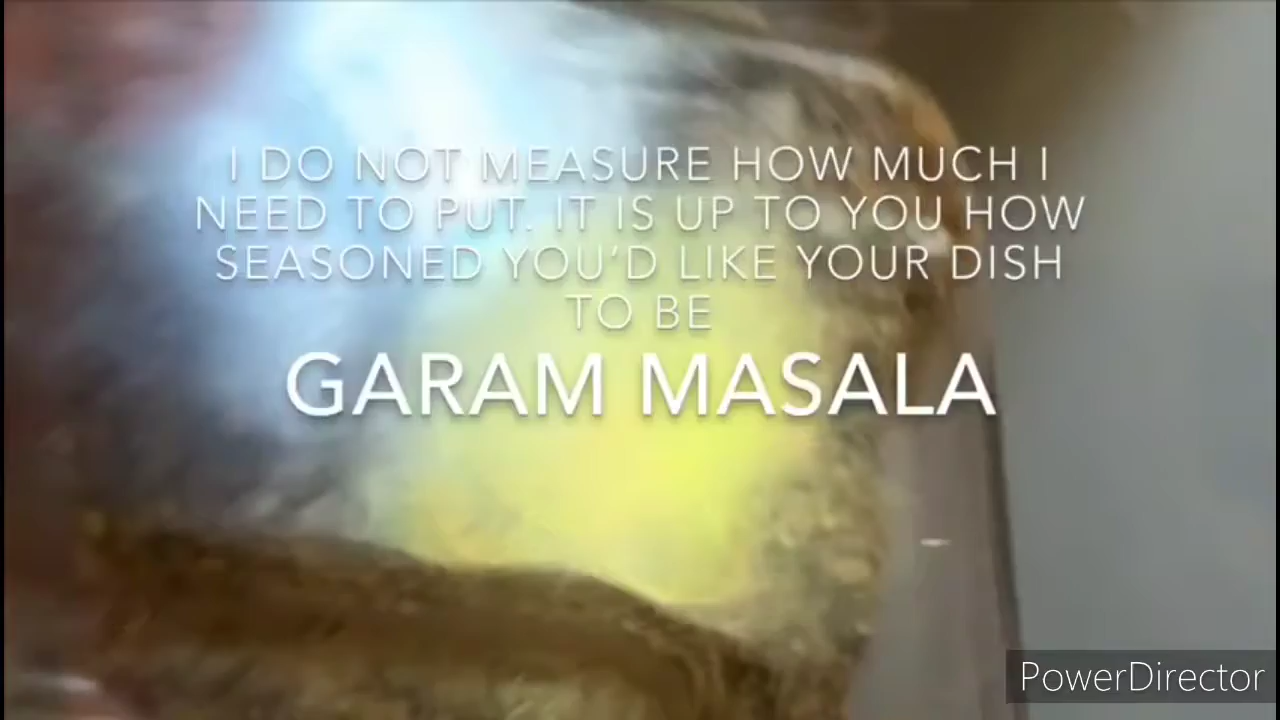 I DO NOT MEASURE HOW MUCH I
NEED TO PUT. IT IS UP TO YOU HOW
SEASONED YOU'D LIKE YOUR DISH
TO BE
GARAM MASALA
PowerDirector